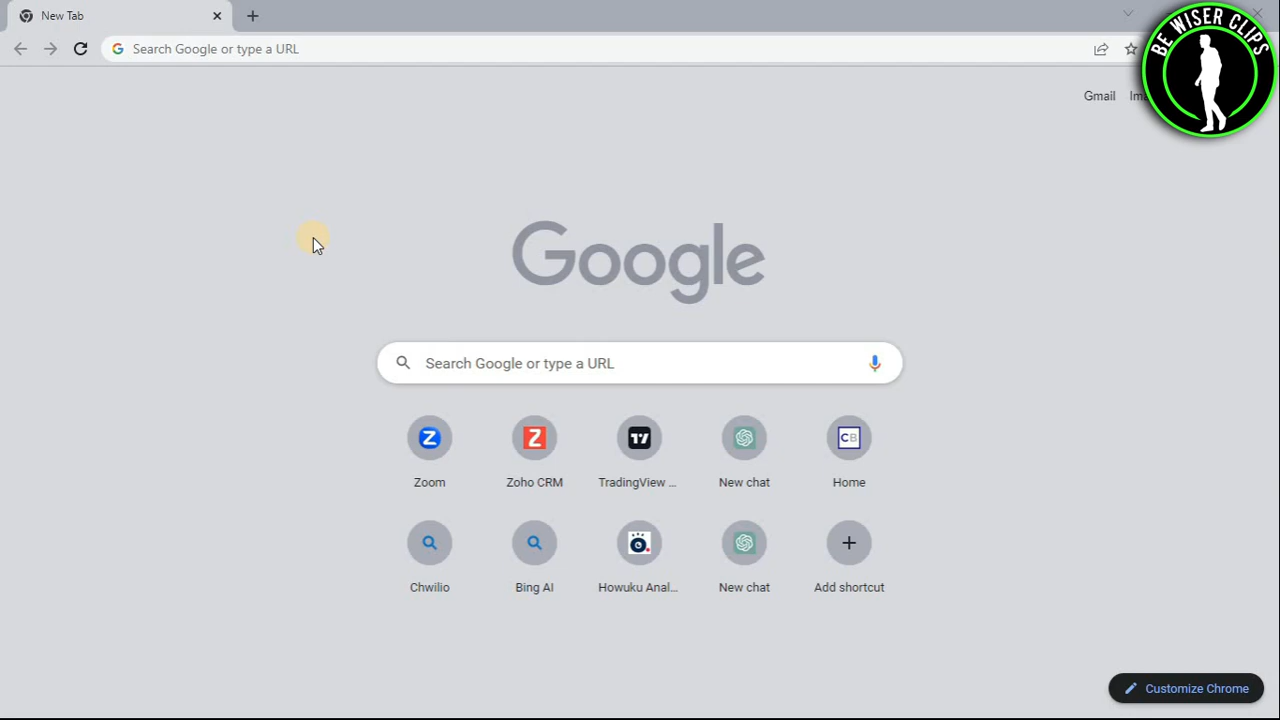 New Tab
Search Google or type a URL
BE WISER CLIPS
Gmail
Google
Search Google or type a URL
Zoom
Zoho CRM
TradingView ...
New chat
Home
Chwilio
Bing AI
Howuku Anal...
New chat
Add shortcut
Customize Chrome